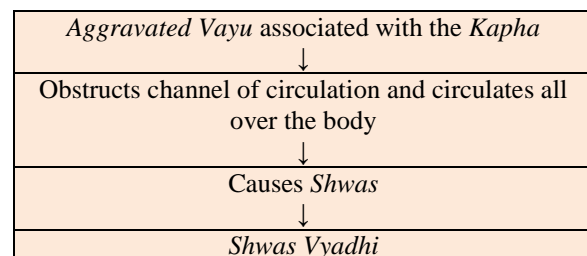 Aggravated Vayu associated with the Kapha
↓
Obstructs channel of circulation and circulates all
over the body
↓
Causes Shwas
↓
Shwas Vyadhi